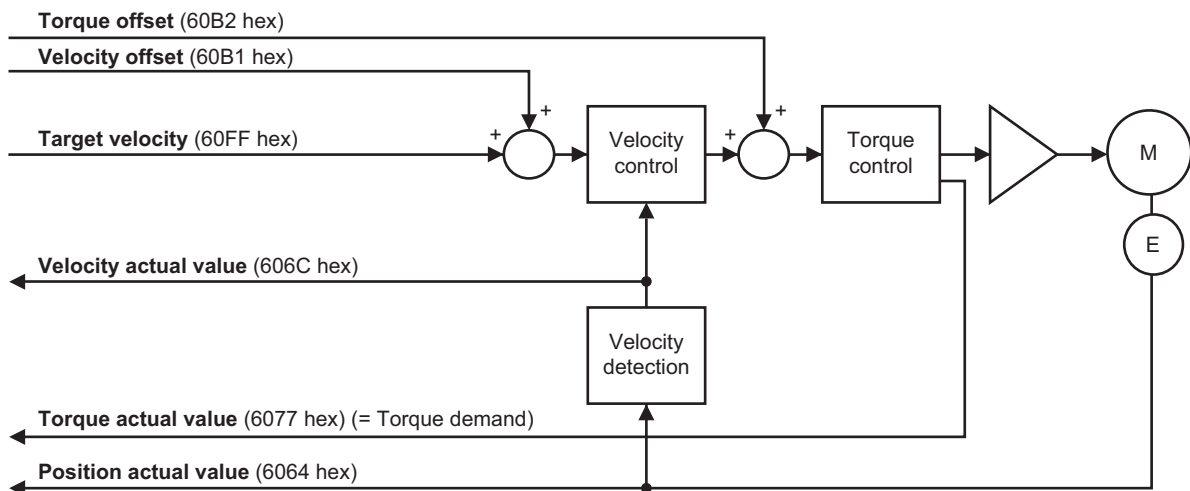 Torque offset (60B2 hex)
Velocity offset (60B1 hex)
+
+
Target velocity (60FF hex)
+
Velocity
control
+
+
Torque
control
M
E
Velocity actual value (606C hex)
Velocity
detection
Torque actual value (6077 hex) (= Torque demand)
Position actual value (6064 hex)